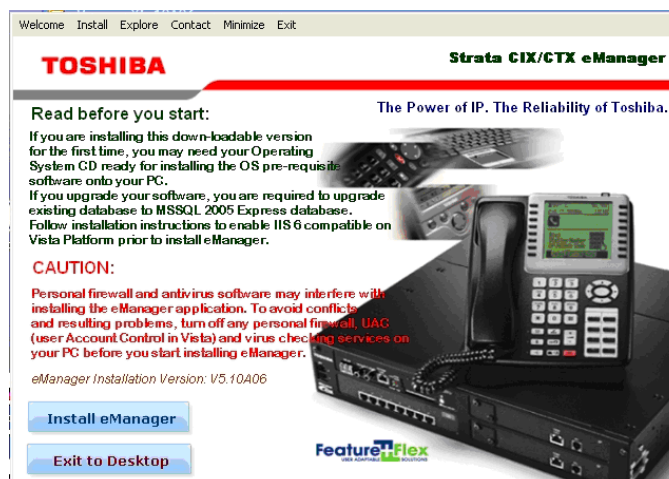 Welcome Install Explore Contact Minimize Exit
TOSHIBA
Strata CIX/CTX eManager
The Power of IP. The Reliability of Toshiba.
Read before you start:
If you are installing this down-loadable version
for the first time, you may need your Operating
System CD ready for installing the OS pre-requisite
software onto your PC.
If you upgrade your software, you are required to upgrade
existing database to MSSQL 2005 Express database.
Follow installation instructions to enable IIS 6 compatible on
Vista Platform prior to install eManager.
CAUTION:
Personal firewall and antivirus software may interfere with
installing the eManager application. To avoid conflicts
and resulting problems, turn off any personal firewall, UAC
(user Account Control in Vista) and virus checking services on
your PC before you start installing eManager.
eManager Installation Version: V5.10A06
Install eManager
Exit to Desktop
FeatureFlex
USER ADAPTABLE SOLUTIONS
TOSHIBA